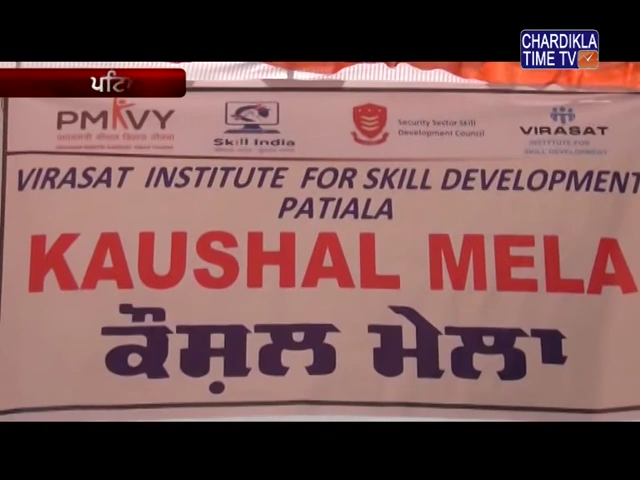 CHARDIKLA
TIME TV
ਪਟਿ
PMKVY
Skill India
Security Sector Skill
Development Council
VIRASAT
INSTITUTE FOR
SKILL DEVELOPMENT
VIRASAT INSTITUTE FOR SKILL DEVELOPMENT
PATIALA
KAUSHAL MELA
ਕੌਸ਼ਲ ਮੇਲਾ